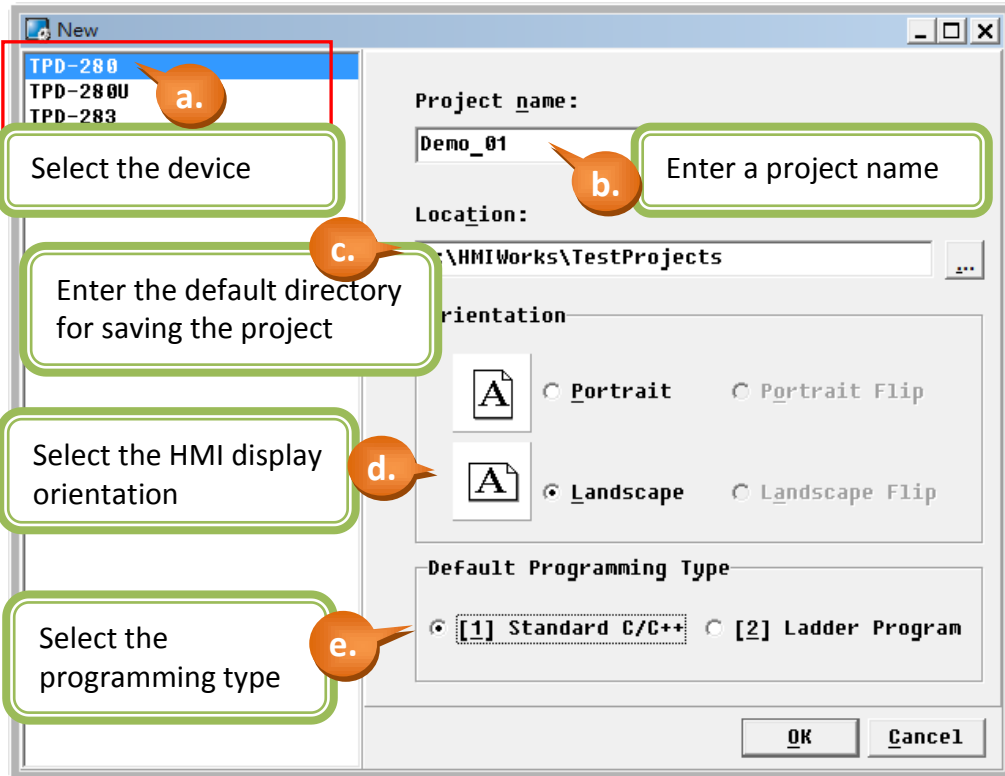 New
TPD-280
TPD-280U
TPD-283
a.
Select the device
Project name:
Demo_01
b.
Enter a project name
Location:
c.
:\HMIWorks\TestProjects
...
Enter the default directory
for saving the project
rientation
A
Portrait
Portrait Flip
Select the HMI display
orientation
d.
A
Landscape
Landscape Flip
Default Programming Type
[1] Standard C/C++
[2] Ladder Program
Select the
programming type
e.
OK
Cancel